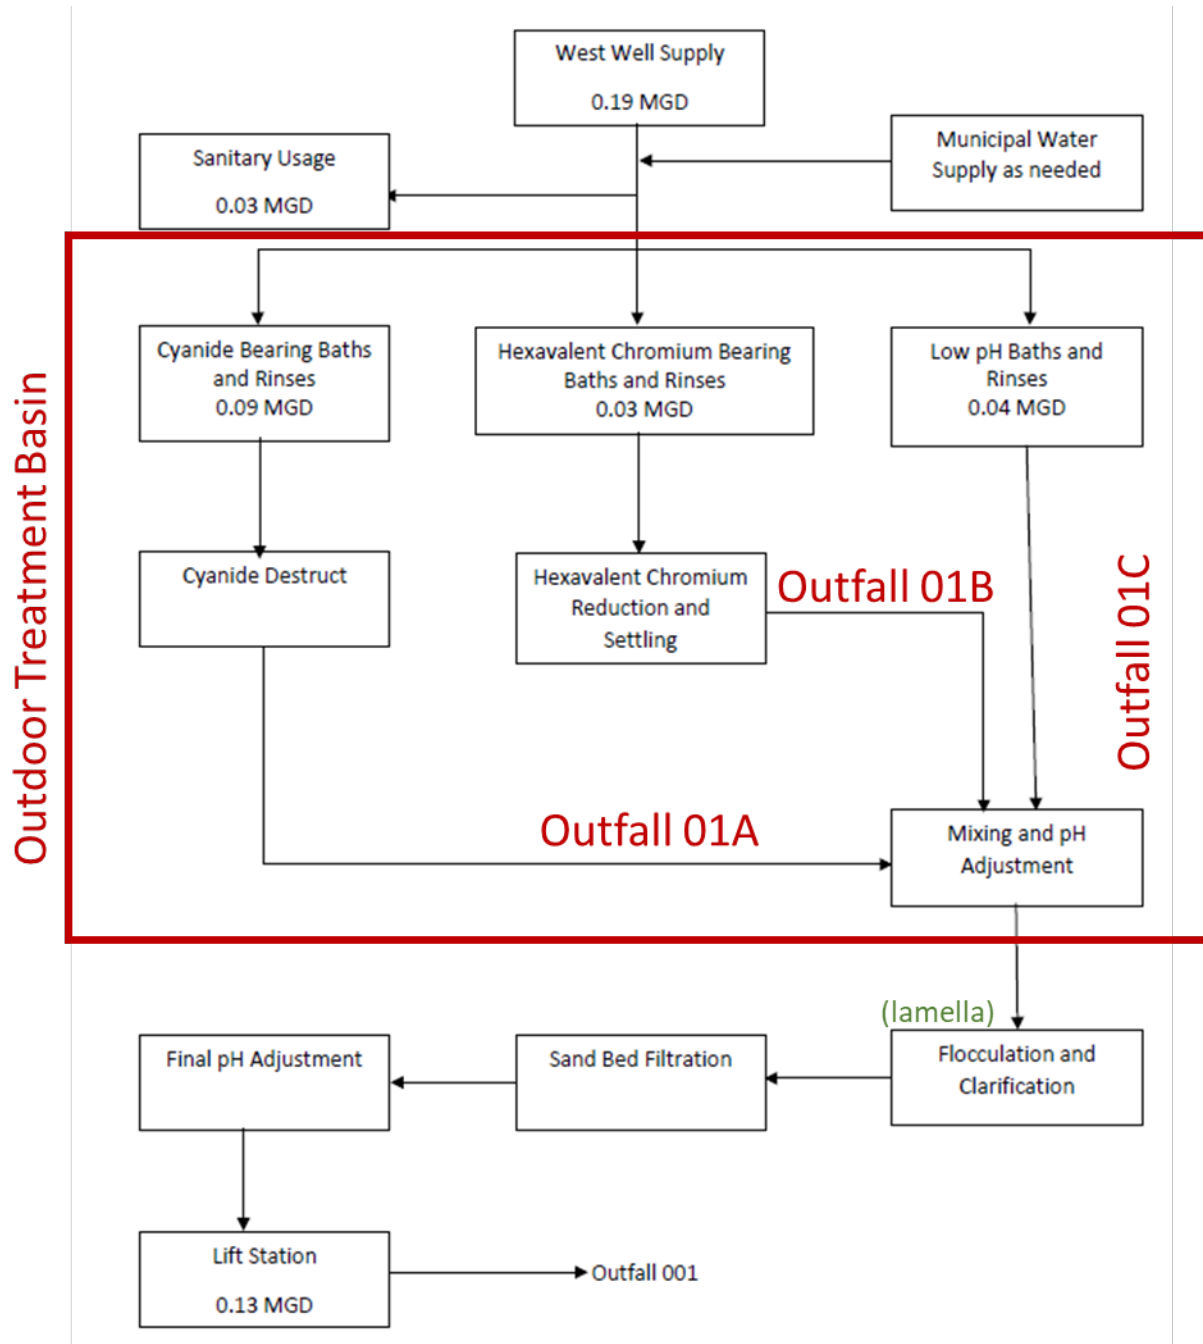 West Well Supply
0.19 MGD
Municipal Water
Supply as needed
Sanitary Usage
0.03 MGD
Outdoor Treatment Basin
Cyanide Bearing Baths
and Rinses
0.09 MGD
Hexavalent Chromium Bearing
Baths and Rinses
0.03 MGD
Low pH Baths and
Rinses
0.04 MGD
Cyanide Destruct
Hexavalent Chromium
Reduction and
Settling
Outfall 01B
Outfall 01C
Outfall 01A
Mixing and pH
Adjustment
(lamella)
Flocculation and
Clarification
Sand Bed Filtration
Final pH Adjustment
Lift Station
0.13 MGD
Outfall 001